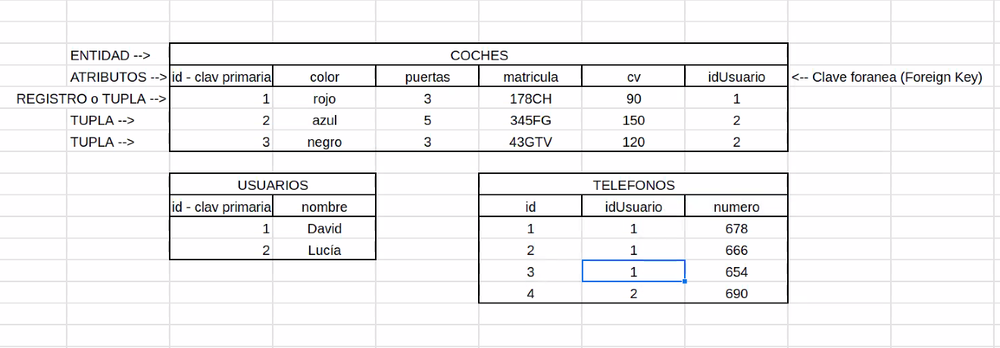 ENTIDAD --> COCHES
ATRIBUTOS --> id - clav primaria color puertas matricula cv idUsuario <-- Clave foranea (Foreign Key)
REGISTRO o TUPLA --> 1 rojo 3 178CH 90 1
TUPLA --> 2 azul 5 345FG 150 2
TUPLA --> 3 negro 3 43GTV 120 2
USUARIOS TELEFONOS
id - clav primaria nombre id idUsuario numero
1 David 1 1 678
2 Lucía 2 1 666
3 1 654
4 2 690